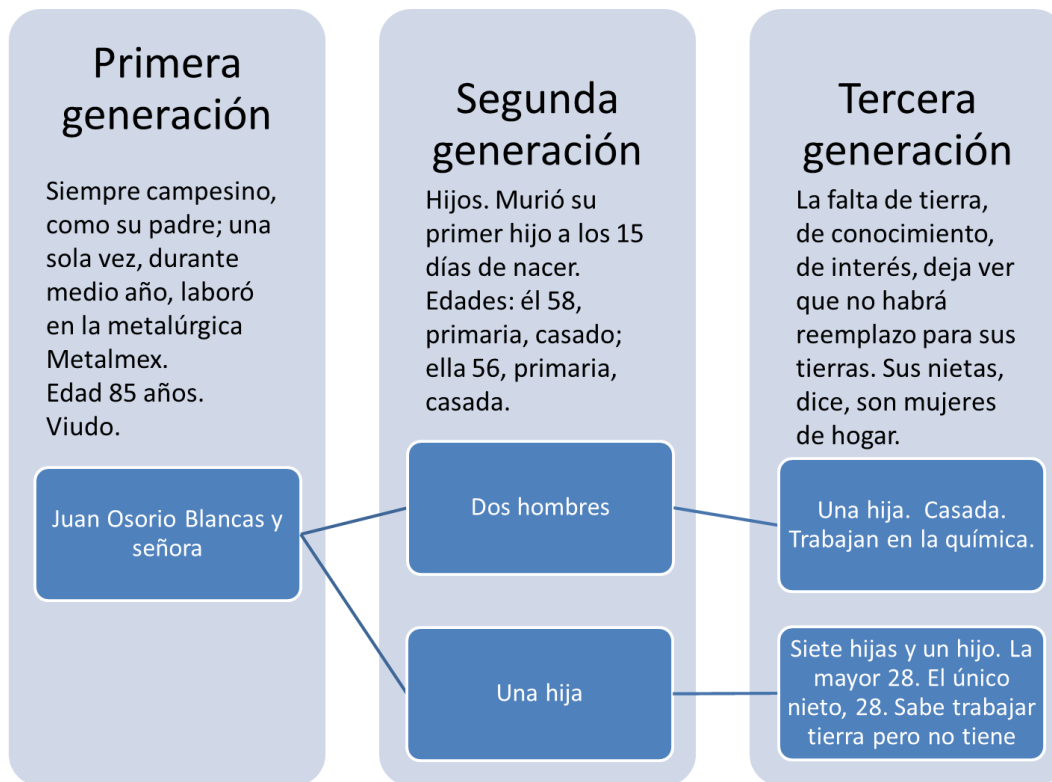 Primera
generación
Siempre campesino,
como su padre; una
sola vez, durante
medio año, laboró
en la metalúrgica
Metalmex.
Edad 85 años.
Viudo.
Juan Osorio Blancas y
señora
Segunda
generación
Hijos. Murió su
primer hijo a los 15
días de nacer.
Edades: él 58,
primaria, casado;
ella 56, primaria,
casada.
Dos hombres
Una hija
Tercera
generación
La falta de tierra,
de conocimiento,
de interés, deja ver
que no habrá
reemplazo para sus
tierras. Sus nietas,
dice, son mujeres
de hogar.
Una hija.  Casada.
Trabajan en la química.
Siete hijas y un hijo. La
mayor 28. El único
nieto, 28. Sabe trabajar
tierra pero no tiene